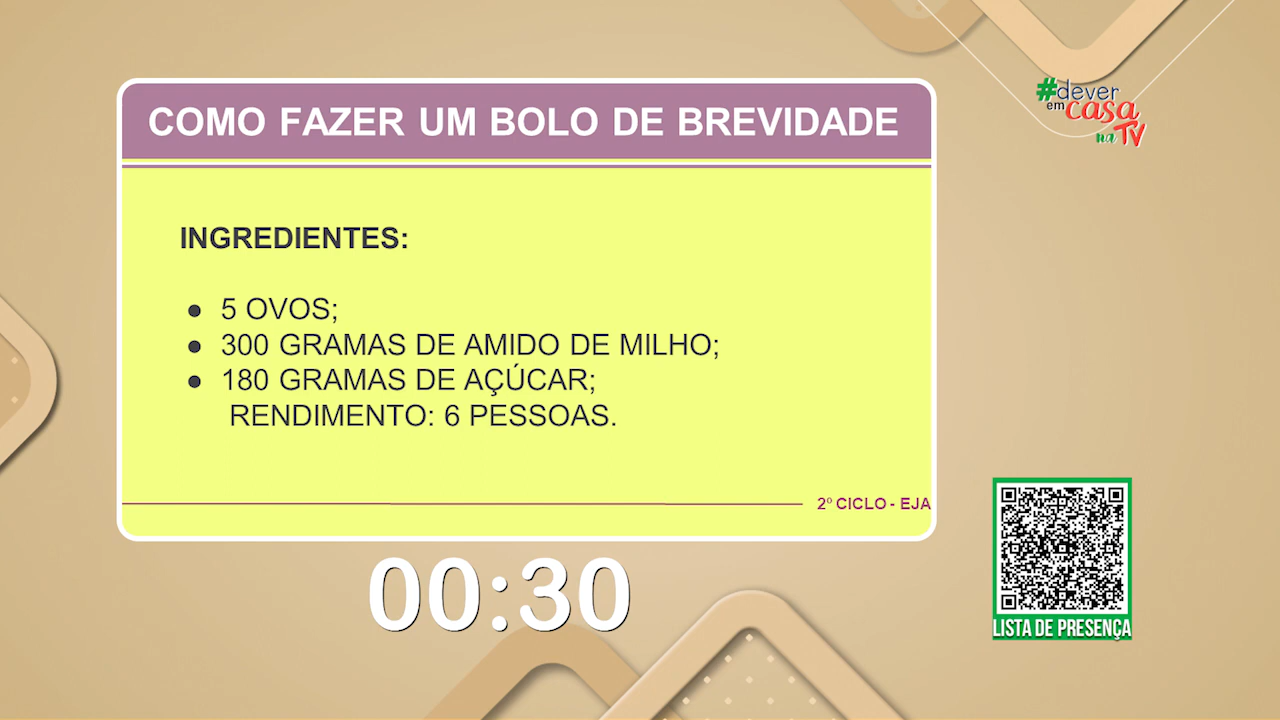 COMO FAZER UM BOLO DE BREVIDADE
#dever
em casa
na TV
INGREDIENTES:
● 5 OVOS;
● 300 GRAMAS DE AMIDO DE MILHO;
● 180 GRAMAS DE AÇÚCAR;
RENDIMENTO: 6 PESSOAS.
2º CICLO - EJA
00:30
LISTA DE PRESENÇA